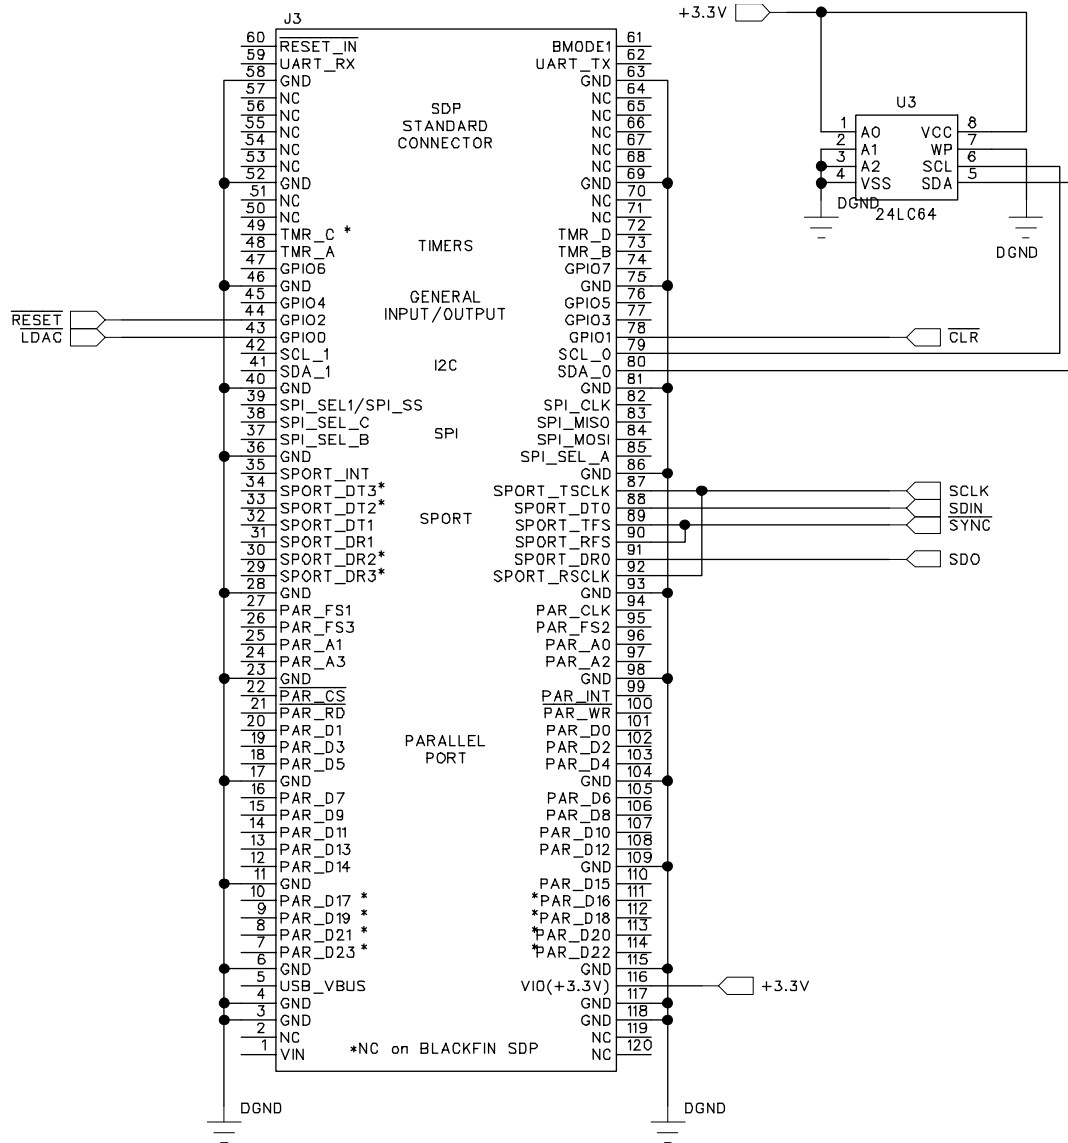 J3
+3.3V
60 RESET_IN BMODE1 61
59 UART_RX UART_TX 62
58 GND GND 63
57 NC NC 64
56 NC NC 65
55 NC NC 66
54 NC NC 67
53 NC NC 68
52 GND GND 69
51 NC NC 70
50 NC NC 71
49 TMR_C * TMR_D 72
48 TMR_A TMR_B 73
47 GPIO6 GPIO7 74
46 GND GND 75
45 GPIO4 GPIO5 76
44 GPIO2 GPIO3 77
43 GPIO0 GPIO1 78
42 SCL_1 SCL_0 79
41 SDA_1 SDA_0 80
40 GND GND 81
39 SPI_SEL1/SPI_SS SPI_CLK 82
38 SPI_SEL_C SPI_MISO 83
37 SPI_SEL_B SPI_MOSI 84
36 GND SPI_SEL_A 85
35 SPORT_INT GND 86
34 SPORT_DT3* SPORT_TSCLK 87
33 SPORT_DT2* SPORT_DT0 88
32 SPORT_DT1 SPORT_TFS 89
31 SPORT_DR1 SPORT_RFS 90
30 SPORT_DR2* SPORT_DR0 91
29 SPORT_DR3* SPORT_RSCLK 92
28 GND GND 93
27 PAR_FS1 PAR_CLK 94
26 PAR_FS3 PAR_FS2 95
25 PAR_A1 PAR_A0 96
24 PAR_A3 PAR_A2 97
23 GND GND 98
22 PAR_CS PAR_INT 99
21 PAR_RD PAR_WR 100
20 PAR_D1 PAR_D0 101
19 PAR_D3 PAR_D2 102
18 PAR_D5 PAR_D4 103
17 GND GND 104
16 PAR_D7 PAR_D6 105
15 PAR_D9 PAR_D8 106
14 PAR_D11 PAR_D10 107
13 PAR_D13 PAR_D12 108
12 PAR_D14 GND 109
11 GND PAR_D15 110
10 PAR_D17 * *PAR_D16 111
9 PAR_D19 * *PAR_D18 112
8 PAR_D21 * *PAR_D20 113
7 PAR_D23 * *PAR_D22 114
6 GND GND 115
5 USB_VBUS VIO(+3.3V) 116
4 GND GND 117
3 GND GND 118
2 NC NC 119
1 VIN NC 120
*NC on BLACKFIN SDP
SDP
STANDARD
CONNECTOR
TIMERS
GENERAL
INPUT/OUTPUT
I2C
SPI
SPORT
PARALLEL
PORT
RESET
LDAC
U3
1 A0 VCC 8
2 A1 WP 7
3 A2 SCL 6
4 VSS SDA 5
24LC64
DGND
DGND
CLR
SCLK
SDIN
SYNC
SDO
+3.3V
DGND
DGND